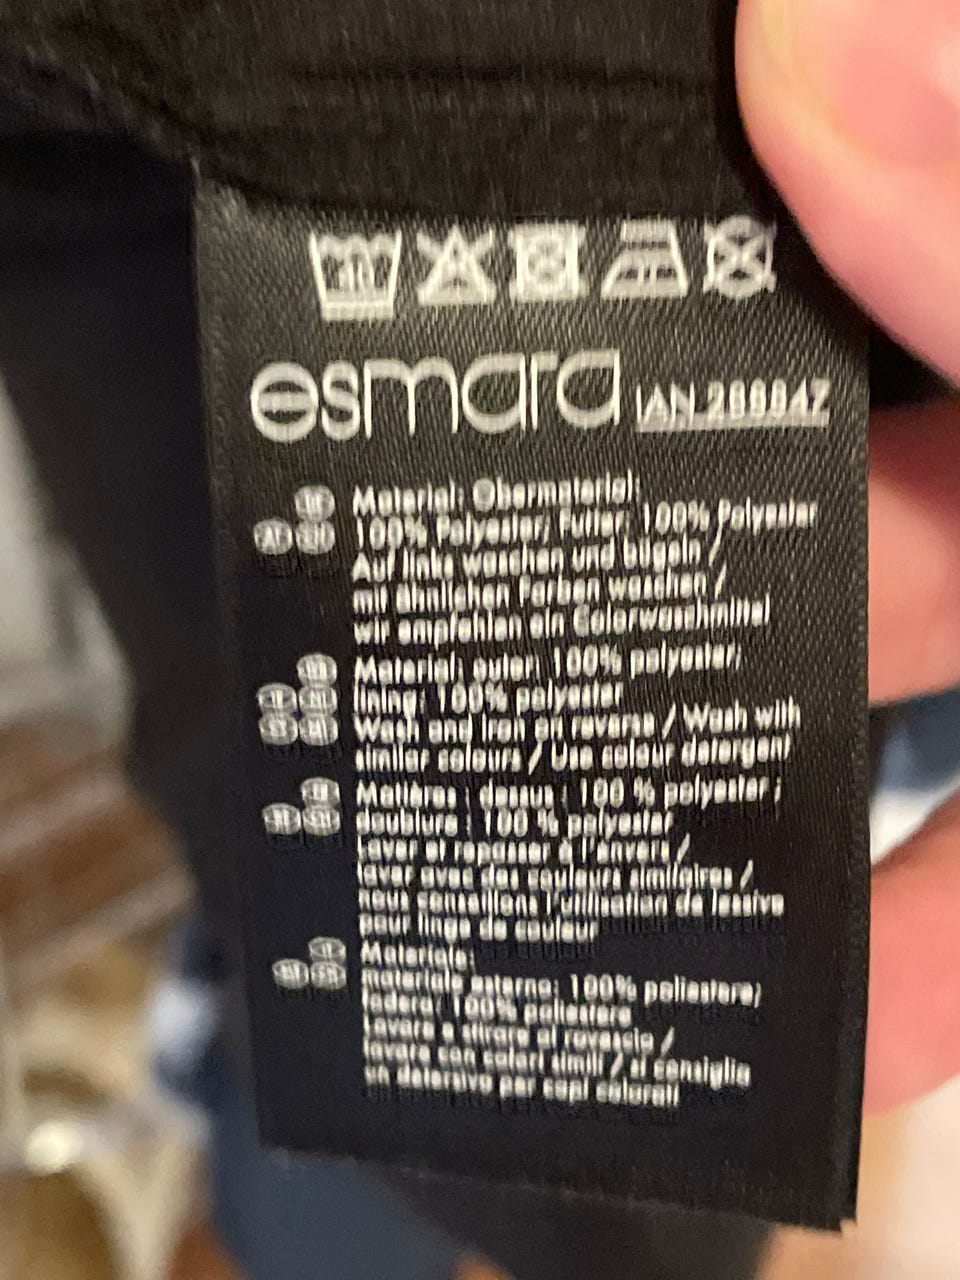 esmara
IAN
Material: Obermaterial:
100% Polyester; Futter: 100% Polyester
Auf links waschen und bügeln /
mit ähnlichen Farben waschen /
wir empfehlen ein Colorwaschmittel
Material: outer: 100% polyester;
lining: 100% polyester
Wash and iron on reverse / Wash with
similar colours / Use colour detergent
Matières : dessus : 100 % polyester ;
doublure : 100 % polyester
Laver et repasser à l'envers /
laver avec des couleurs similaires /
nous conseillons l'utilisation de lessive
pour linge de couleur
Materiale:
materiale esterno: 100% poliestere;
fodera: 100% poliestere
Lavare e stirare al rovescio /
lavare con colori simili / si consiglia
un detersivo per capi colorati